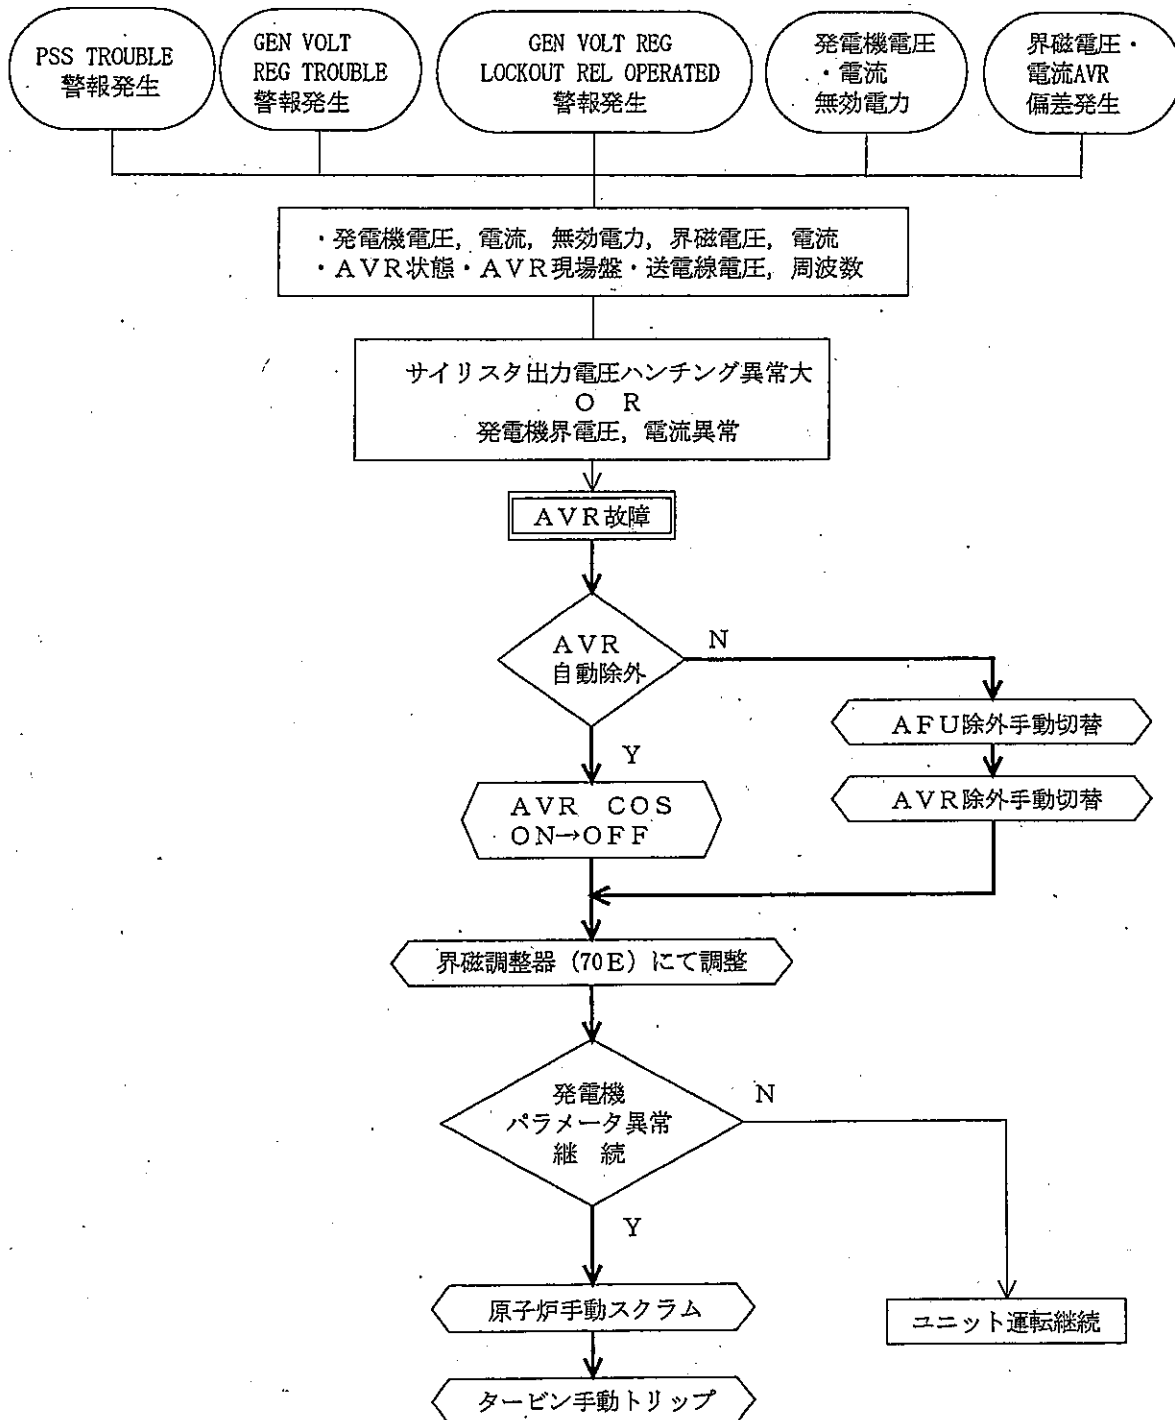 PSS TROUBLE
警報発生
GEN VOLT
REG TROUBLE
警報発生
GEN VOLT REG
LOCKOUT REL OPERATED
警報発生
発電機電圧
・電流
無効電力
界磁電圧・
電流AVR
偏差発生
・発電機電圧，電流，無効電力，界磁電圧，電流
・ＡＶＲ状態・ＡＶＲ現場盤・送電線電圧，周波数
サイリスタ出力電圧ハンチング異常大
Ｏ　Ｒ
発電機界電圧，電流異常
ＡＶＲ故障
ＡＶＲ
自動除外
N
Y
ＡＦＵ除外手動切替
ＡＶＲ除外手動切替
ＡＶＲ　ＣＯＳ
ＯＮ→ＯＦＦ
界磁調整器（70Ｅ）にて調整
発電機
パラメータ異常
継　続
N
Y
原子炉手動スクラム
ユニット運転継続
タービン手動トリップ